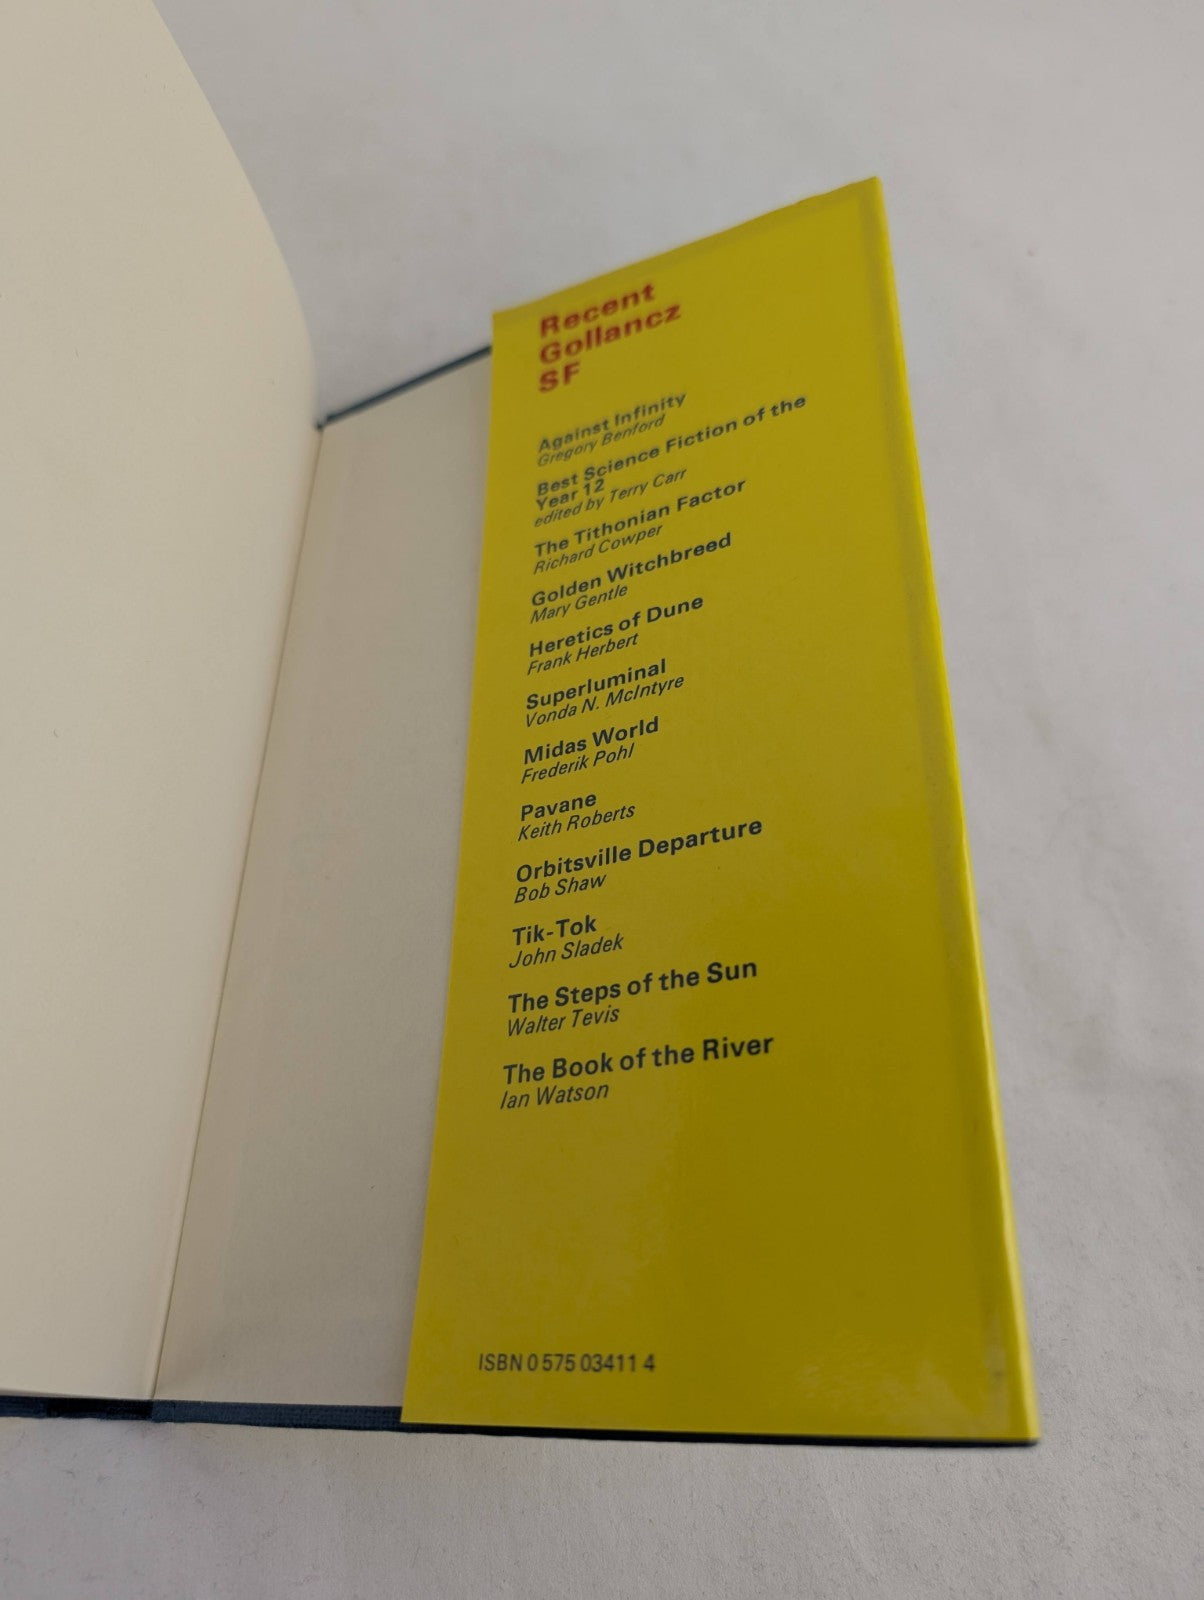 Recent
Gollancz
SF
Against Infinity
Gregory Benford
Best Science Fiction of the
Year 12
edited by Terry Carr
The Tithonian Factor
Richard Cowper
Golden Witchbreed
Mary Gentle
Heretics of Dune
Frank Herbert
Superluminal
Vonda N. McIntyre
Midas World
Frederik Pohl
Pavane
Keith Roberts
Orbitsville Departure
Bob Shaw
Tik-Tok
John Sladek
The Steps of the Sun
Walter Tevis
The Book of the River
Ian Watson
ISBN 0 575 03411 4